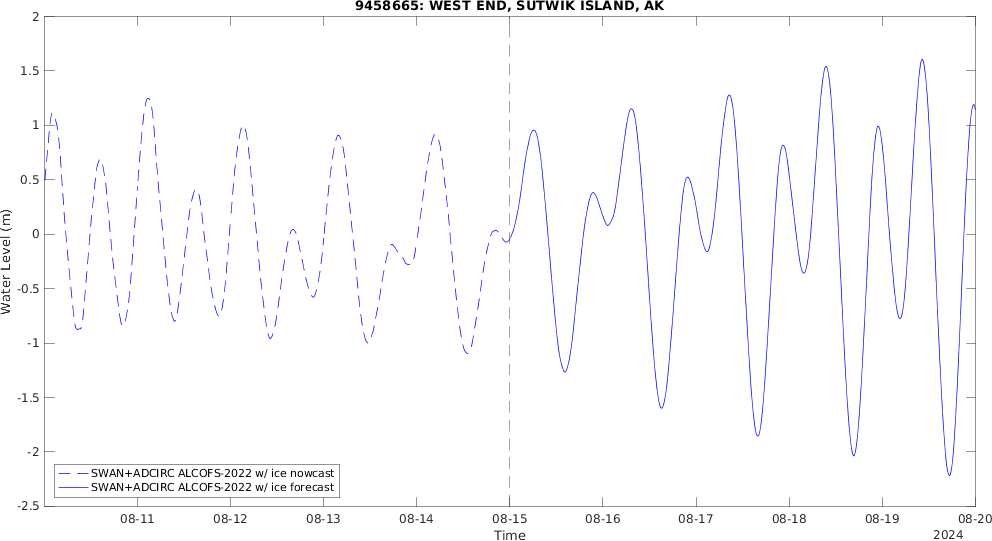 9458665: WEST END, SUTWIK ISLAND, AK
2
1.5
1
0.5
0
-0.5
-1
-1.5
-2
-2.5
Water Level (m)
SWAN+ADCIRC ALCOFS-2022 w/ ice nowcast
SWAN+ADCIRC ALCOFS-2022 w/ ice forecast
08-11 08-12 08-13 08-14 08-15 08-16 08-17 08-18 08-19 08-20
Time
2024